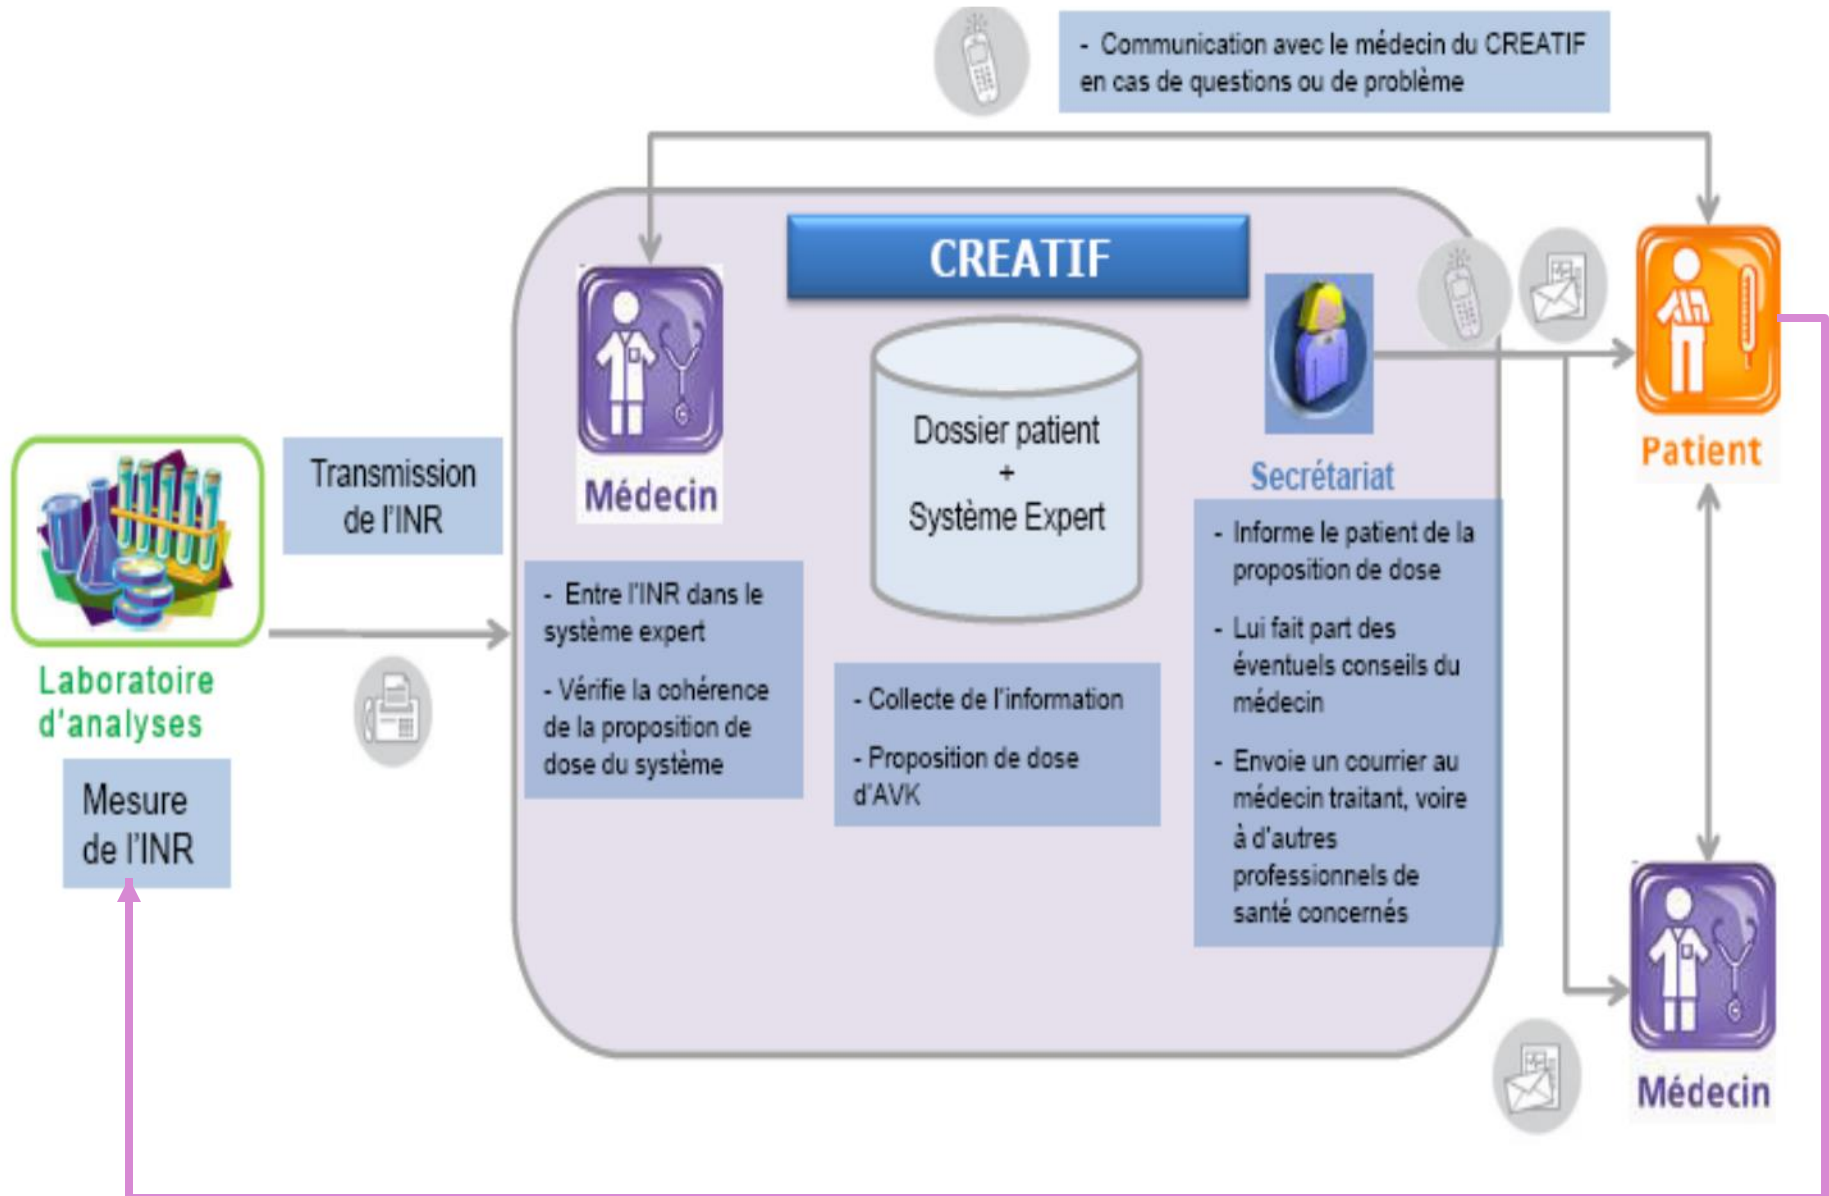 - Communication avec le médecin du CREATIF
en cas de questions ou de problème
CREATIF
Médecin
Dossier patient
+
Système Expert
Secrétariat
Patient
Transmission
de l'INR
Laboratoire
d'analyses
Mesure
de l'INR
- Entre l'INR dans le
système expert
- Vérifie la cohérence
de la proposition de
dose du système
- Collecte de l'information
- Proposition de dose
d'AVK
- Informe le patient de la
proposition de dose
- Lui fait part des
éventuels conseils du
médecin
- Envoie un courrier au
médecin traitant, voire
à d'autres
professionnels de
santé concernés
Médecin